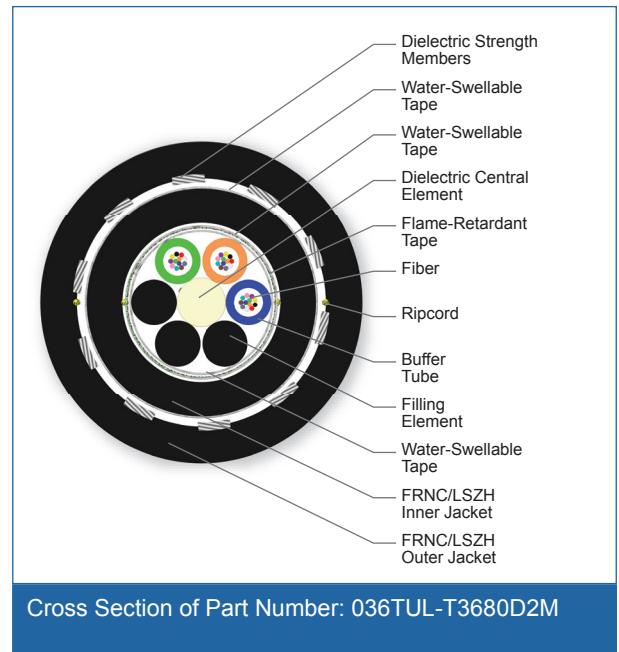 Dielectric Strength
Members
Water-Swellable
Tape
Water-Swellable
Tape
Dielectric Central
Element
Flame-Retardant
Tape
Fiber
Ripcord
Buffer
Tube
Filling
Element
Water-Swellable
Tape
FRNC/LSZH
Inner Jacket
FRNC/LSZH
Outer Jacket
Cross Section of Part Number: 036TUL-T3680D2M